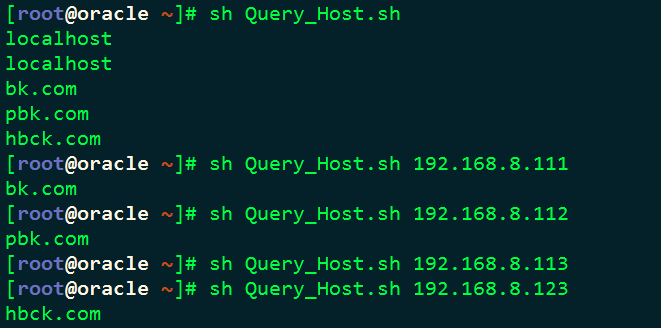 [root@oracle ~]# sh Query_Host.sh
localhost
localhost
bk.com
pbk.com
hbck.com
[root@oracle ~]# sh Query_Host.sh 192.168.8.111
bk.com
[root@oracle ~]# sh Query_Host.sh 192.168.8.112
pbk.com
[root@oracle ~]# sh Query_Host.sh 192.168.8.113
[root@oracle ~]# sh Query_Host.sh 192.168.8.123
hbck.com